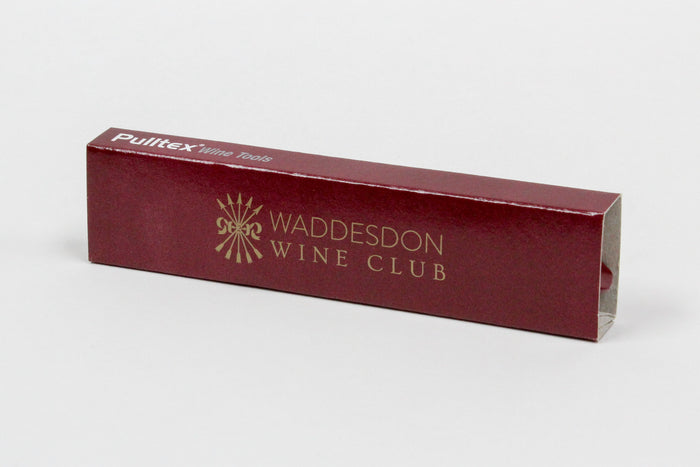 Pulltex® Wine Tools
WADDESDON
WINE CLUB